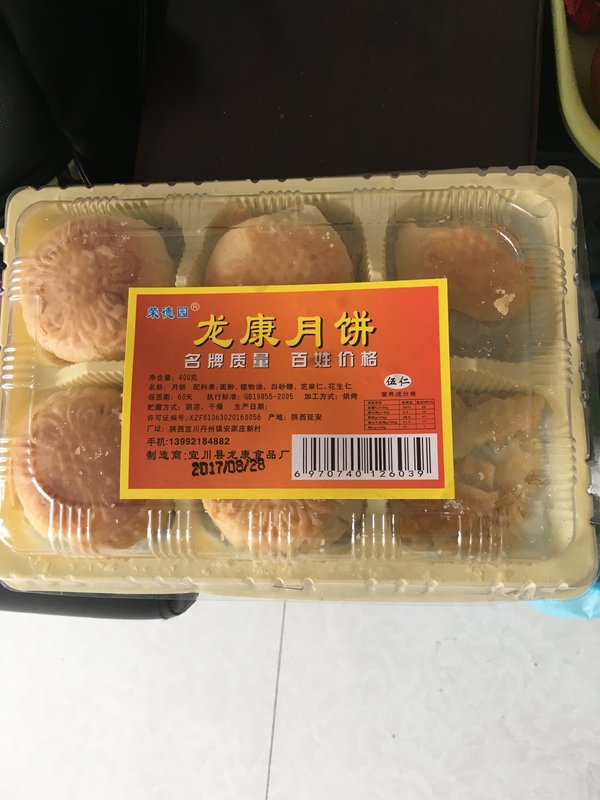 荣德园®
龙康月饼
名牌质量 百姓价格
净含量：400克
名称：月饼 配料表：面粉、植物油、白砂糖、芝麻仁、花生仁
保质期：60天 执行标准：GB19855-2005 加工方式：烘烤
贮藏方式：阴凉、干燥 生产日期：
许可证编号：XZF61063020160056 产地：陕西延安
厂址：陕西宜川丹州镇安家庄新村
手机：13992184882
制造商：宜川县龙康食品厂
2017/08/28
伍仁
营养成分表
6970740126039